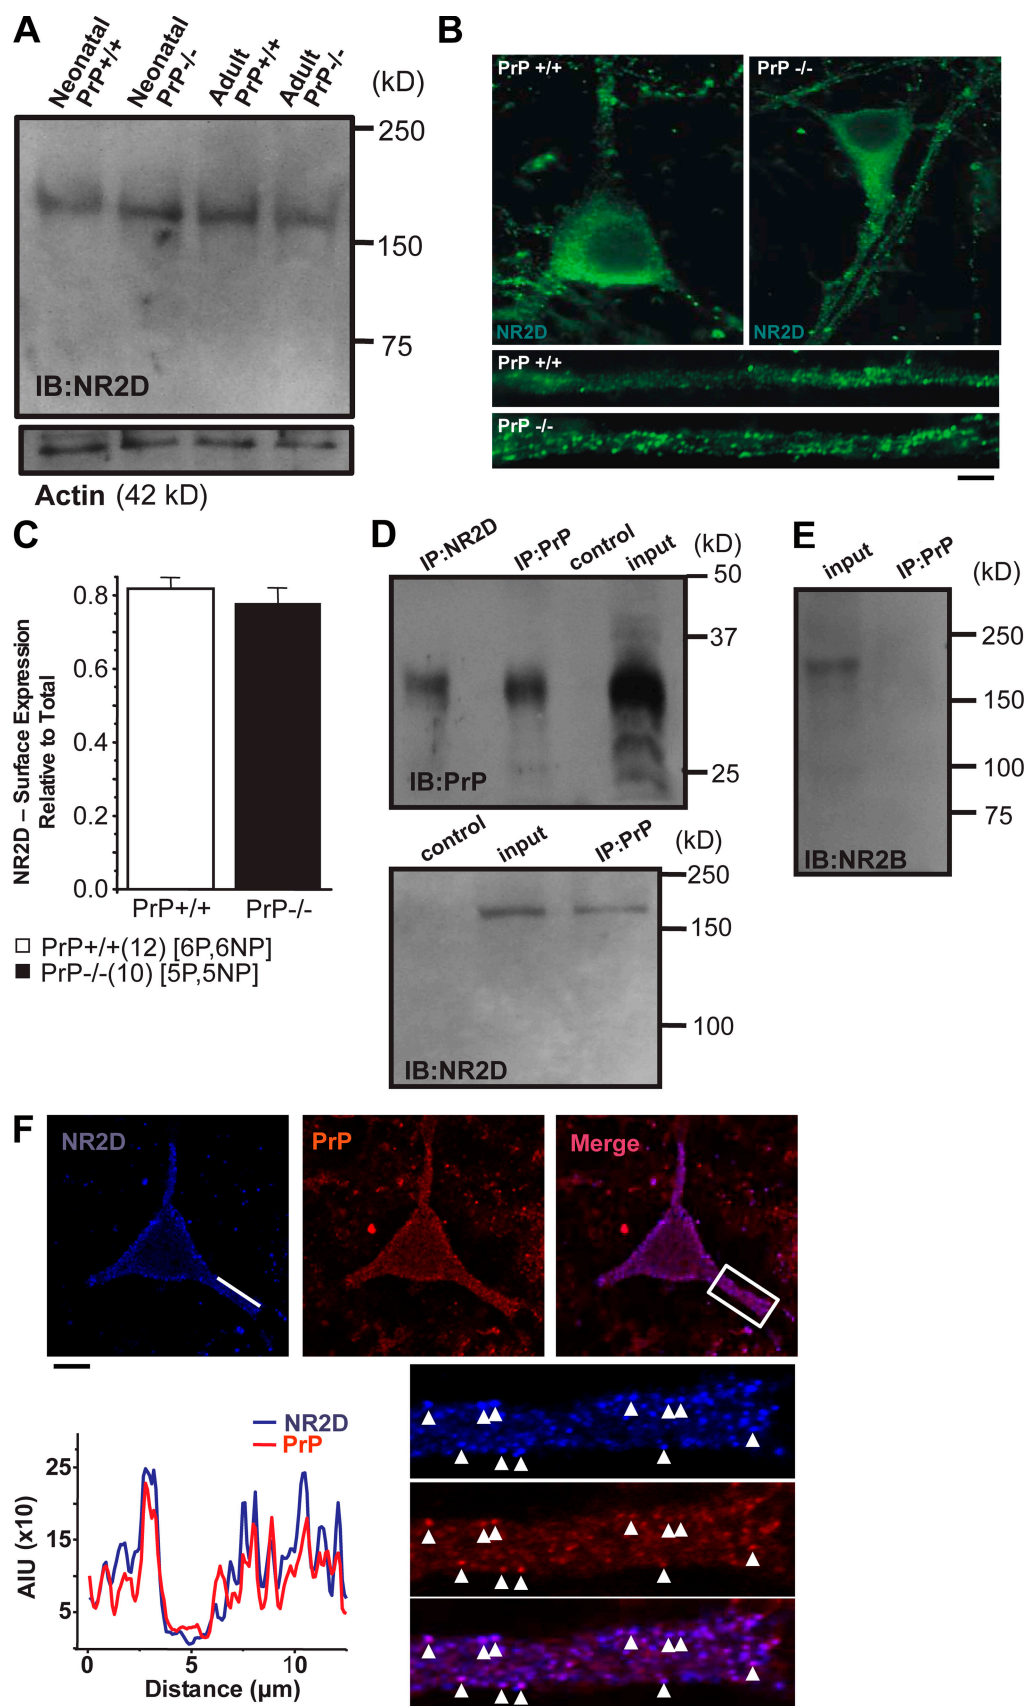 A
Neonatal PrP+/+
Neonatal PrP-/-
Adult PrP+/+
Adult PrP-/-
(kD)
250
150
75
IB:NR2D
Actin (42 kD)
B
PrP +/+
NR2D
PrP -/-
NR2D
PrP +/+
PrP -/-
C
NR2D – Surface Expression
Relative to Total
0.8
0.6
0.4
0.2
0.0
PrP+/+
PrP-/-
PrP+/+(12) [6P,6NP]
PrP-/-(10) [5P,5NP]
D
IP:NR2D
IP:PrP
control
input
(kD)
50
37
25
IB:PrP
control
input
IP:PrP
(kD)
250
150
100
IB:NR2D
E
input
IP:PrP
(kD)
250
150
100
75
IB:NR2B
F
NR2D
PrP
Merge
NR2D
PrP
AIU (x10)
25
15
5
0
5
10
Distance (µm)